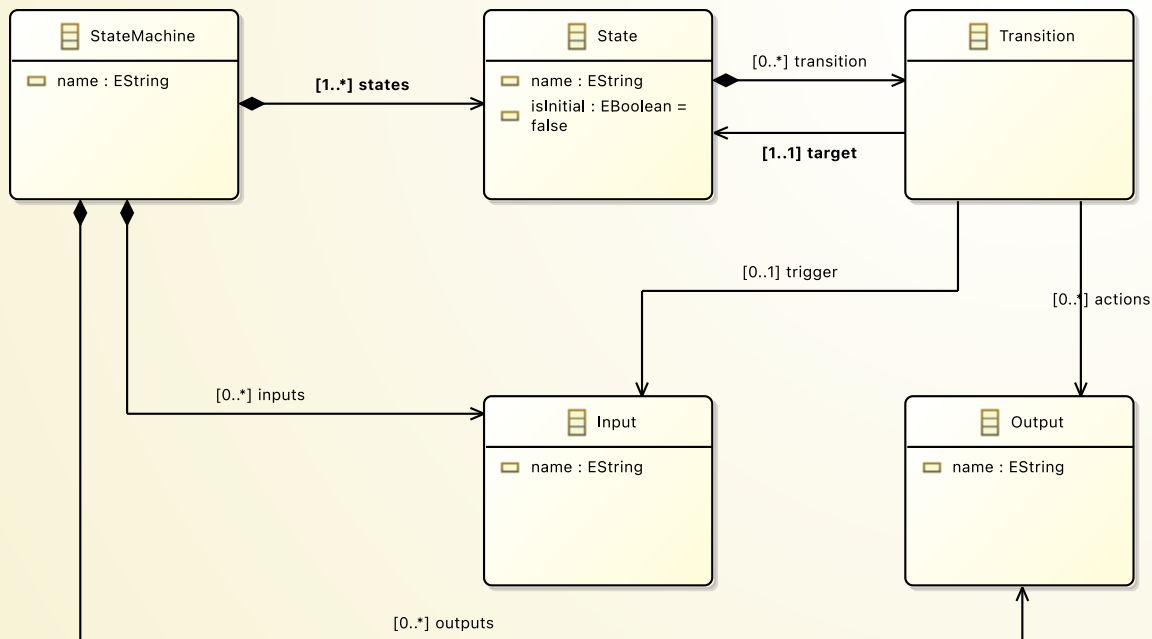 StateMachine
name : EString
[1..*] states
State
name : EString
isInitial : EBoolean =
false
[0..*] transition
[1..1] target
Transition
[0..1] trigger
[0..*] actions
[0..*] inputs
Input
name : EString
Output
name : EString
[0..*] outputs